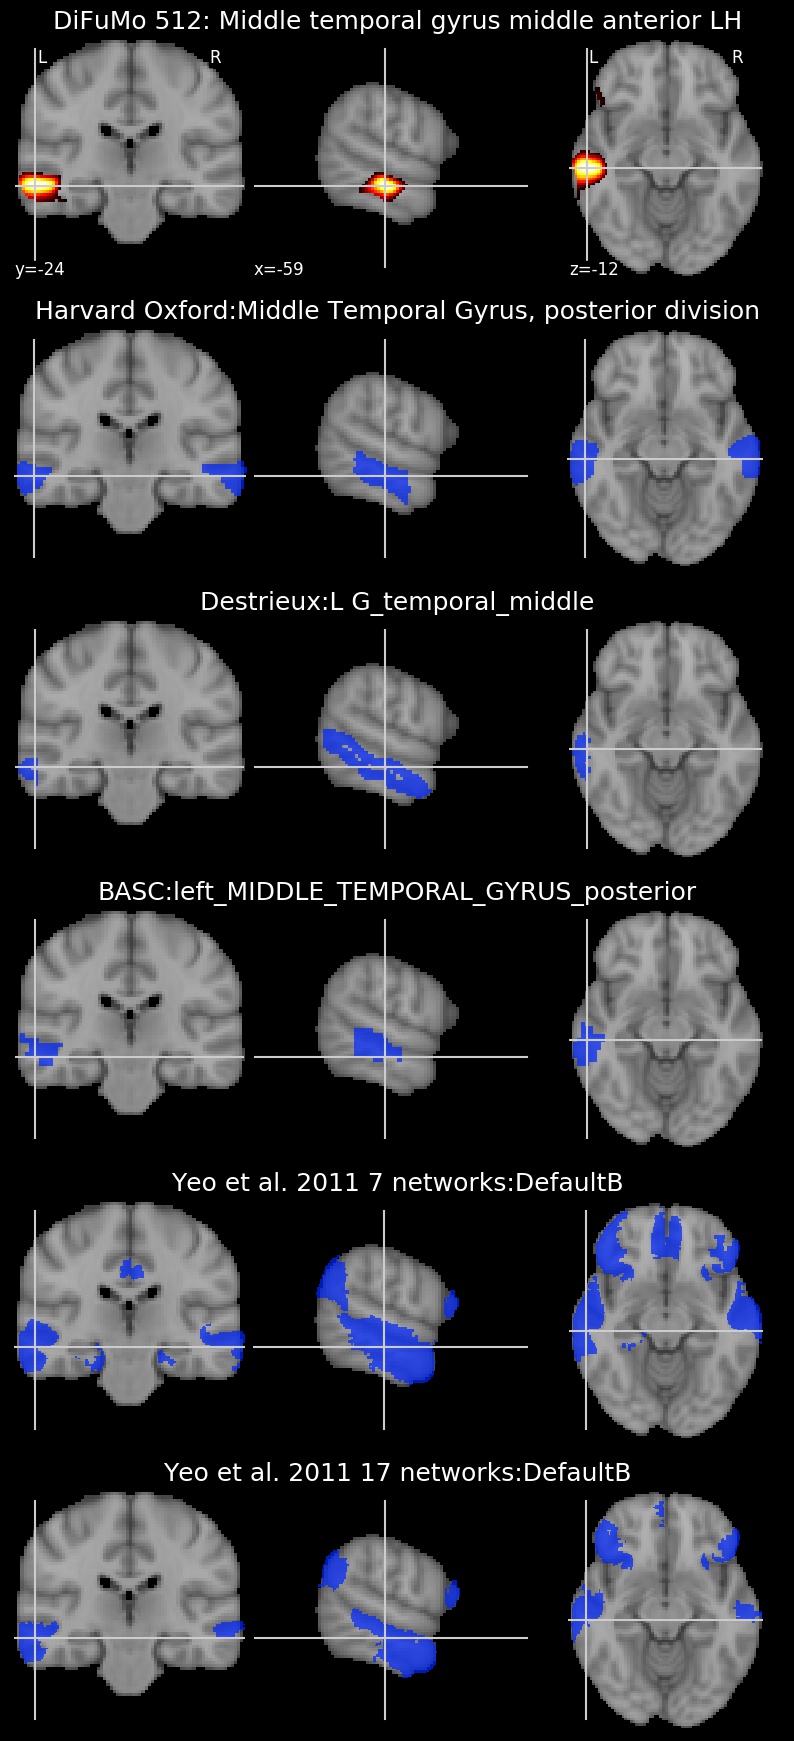 DiFuMo 512: Middle temporal gyrus middle anterior LH
L R L R
y=-24 x=-59 z=-12
Harvard Oxford:Middle Temporal Gyrus, posterior division
Destrieux:L G_temporal_middle
BASC:left_MIDDLE_TEMPORAL_GYRUS_posterior
Yeo et al. 2011 7 networks:DefaultB
Yeo et al. 2011 17 networks:DefaultB